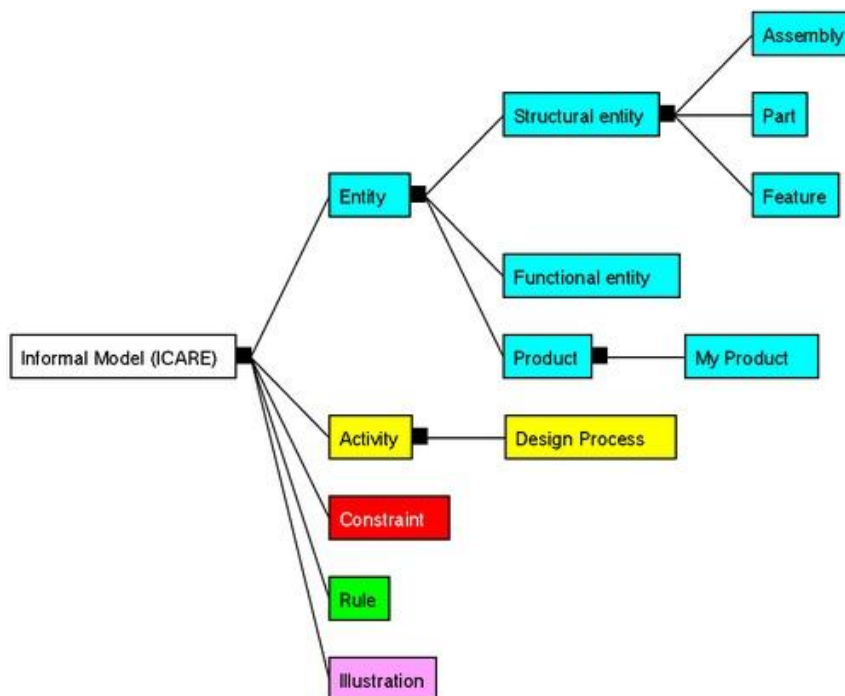 Assembly
Structural entity
Part
Entity
Feature
Functional entity
Informal Model (ICARE)
Product
My Product
Activity
Design Process
Constraint
Rule
Illustration